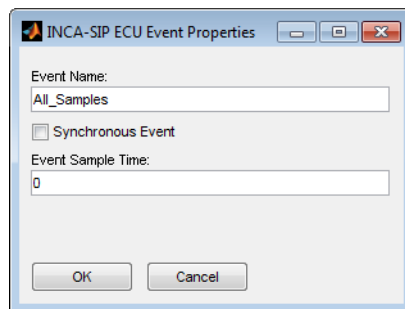 INCA-SIP ECU Event Properties
Event Name:
All_Samples
Synchronous Event
Event Sample Time:
0
OK Cancel